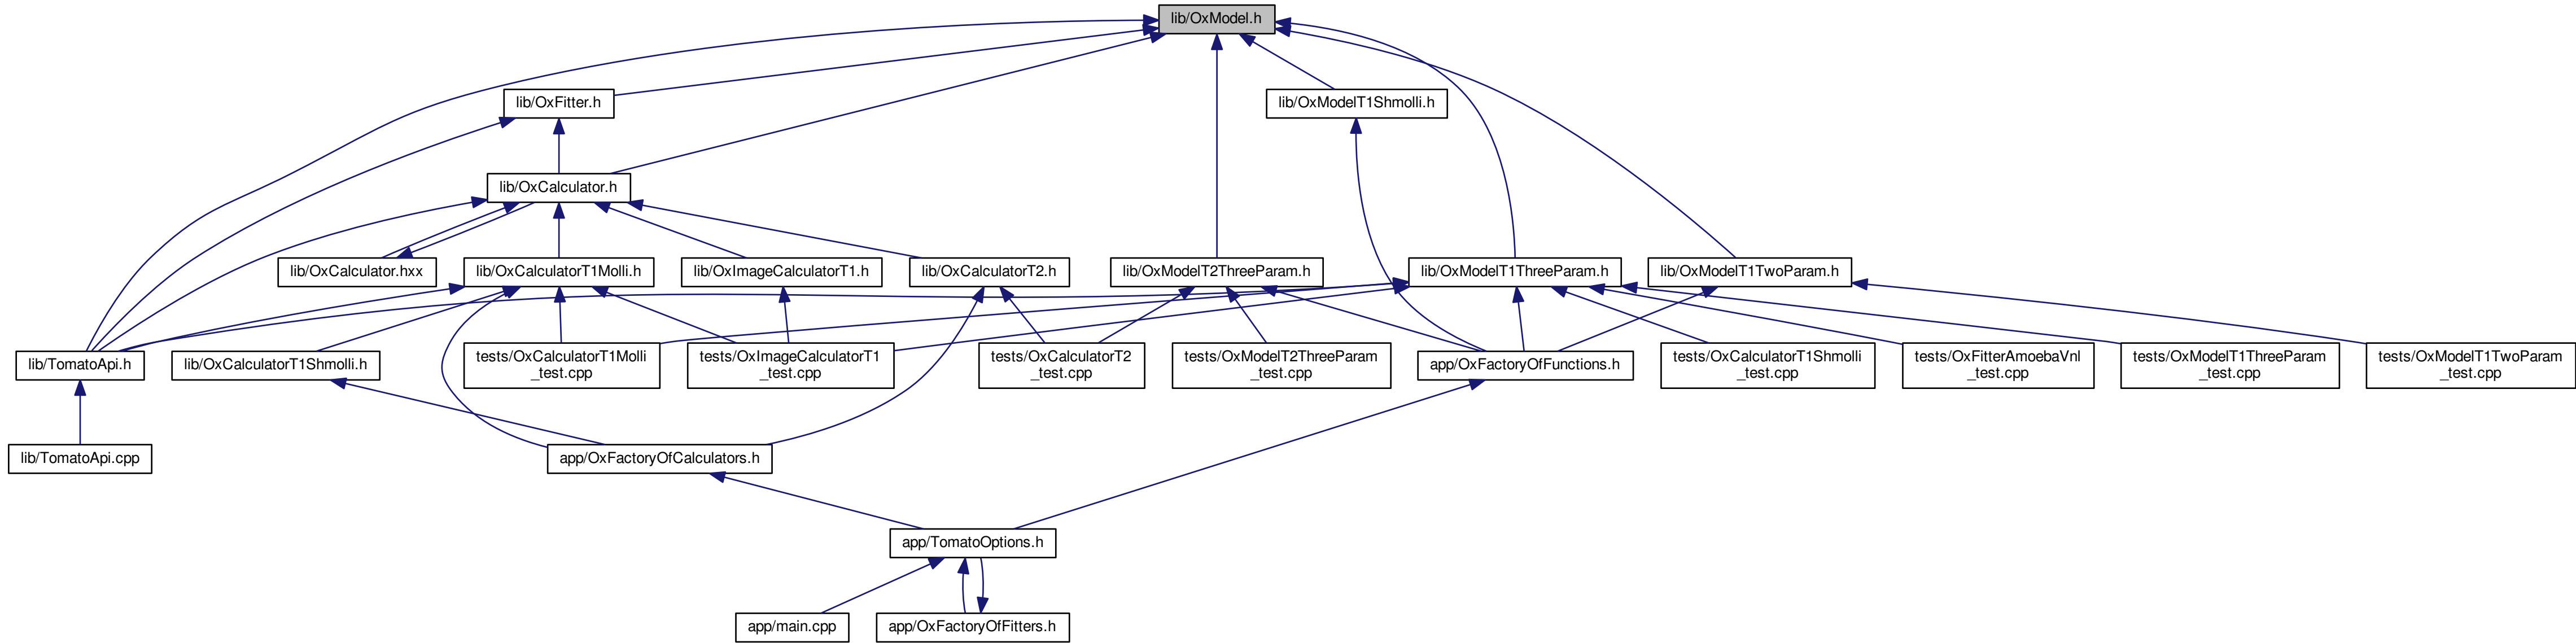 lib/OxModel.h
lib/OxFitter.h
lib/OxModelT1Shmolli.h
lib/OxCalculator.h
lib/OxCalculator.hxx
lib/OxCalculatorT1Molli.h
lib/OxImageCalculatorT1.h
lib/OxCalculatorT2.h
lib/OxModelT2ThreeParam.h
lib/OxModelT1ThreeParam.h
lib/OxModelT1TwoParam.h
lib/TomatoApi.h
lib/OxCalculatorT1Shmolli.h
tests/OxCalculatorT1Molli
_test.cpp
tests/OxImageCalculatorT1
_test.cpp
tests/OxCalculatorT2
_test.cpp
tests/OxModelT2ThreeParam
_test.cpp
app/OxFactoryOfFunctions.h
tests/OxCalculatorT1Shmolli
_test.cpp
tests/OxFitterAmoebaVnl
_test.cpp
tests/OxModelT1ThreeParam
_test.cpp
tests/OxModelT1TwoParam
_test.cpp
lib/TomatoApi.cpp
app/OxFactoryOfCalculators.h
app/TomatoOptions.h
app/main.cpp
app/OxFactoryOfFitters.h